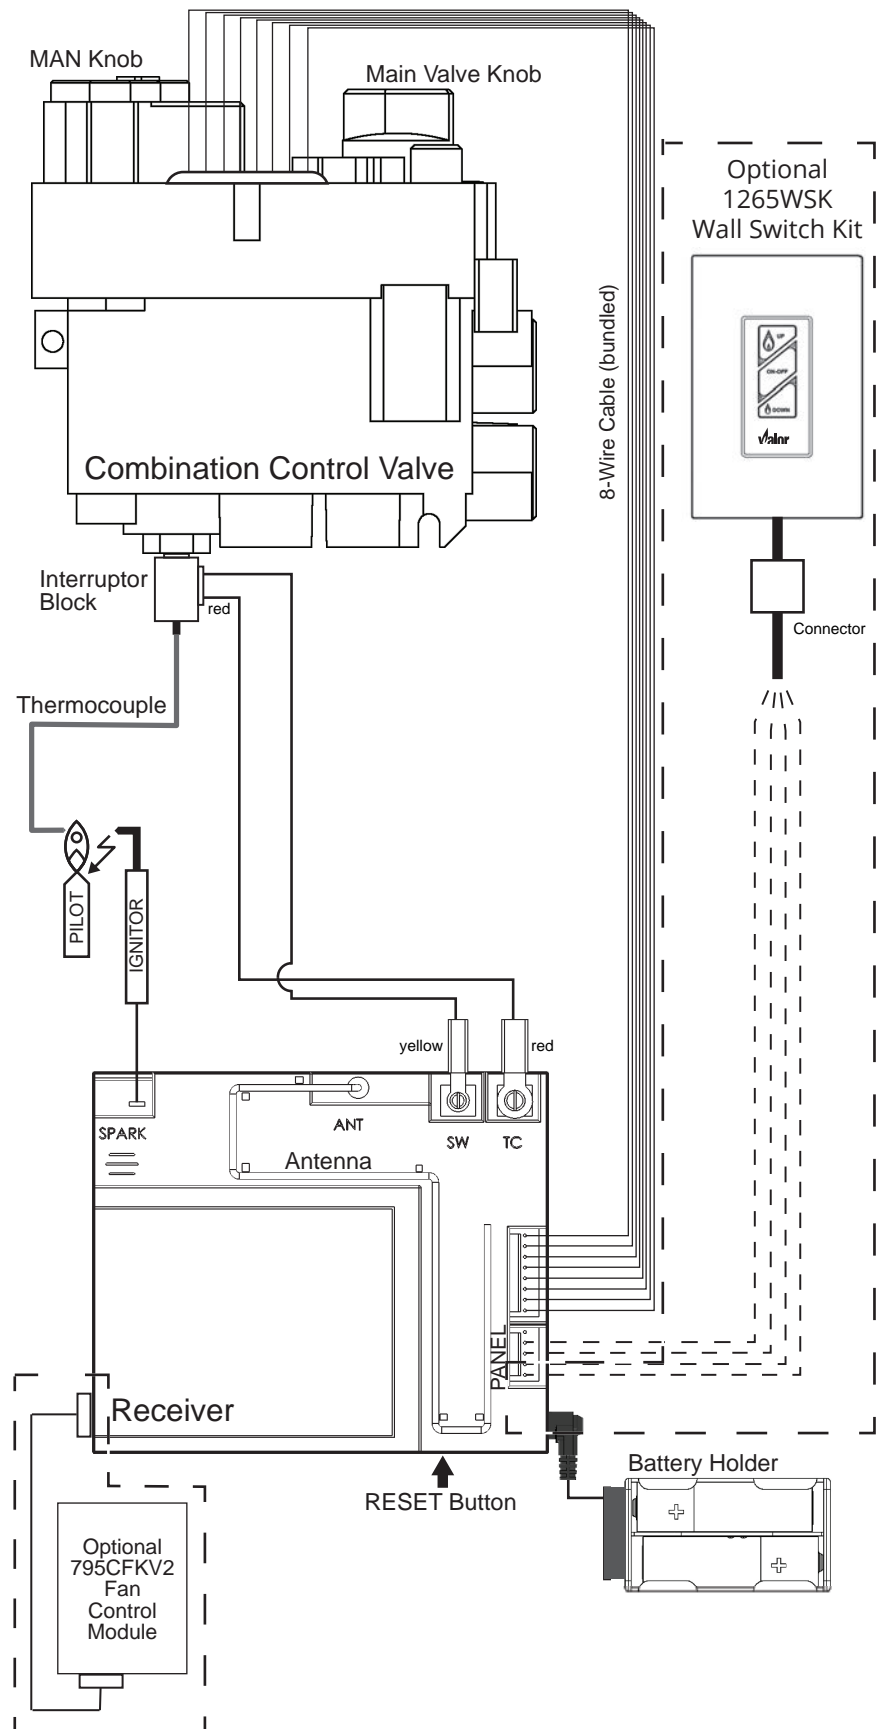 MAN Knob
Main Valve Knob
Optional
1265WSK
Wall Switch Kit
UP
ON-OFF
DOWN
Valor
8-Wire Cable (bundled)
Combination Control Valve
Interruptor
Block
red
Connector
Thermocouple
PILOT
IGNITOR
yellow
red
SPARK
ANT
SW
TC
Antenna
PANEL
Receiver
RESET Button
Battery Holder
+
+
Optional
795CFKV2
Fan
Control
Module